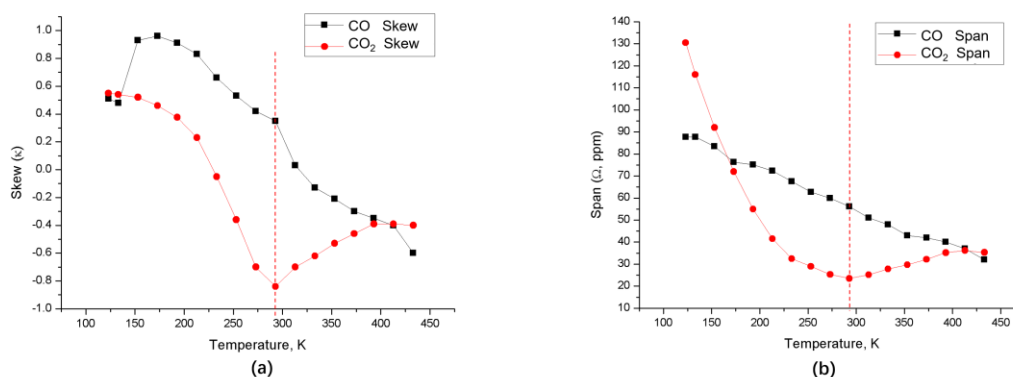 CO Skew
CO₂ Skew
1.0
0.8
0.6
0.4
0.2
0.0
-0.2
-0.4
-0.6
-0.8
-1.0
Skew (κ)
100 150 200 250 300 350 400 450
Temperature, K
(a)
CO Span
CO₂ Span
140
130
120
110
100
90
80
70
60
50
40
30
20
10
Span (Ω, ppm)
100 150 200 250 300 350 400 450
Temperature, K
(b)